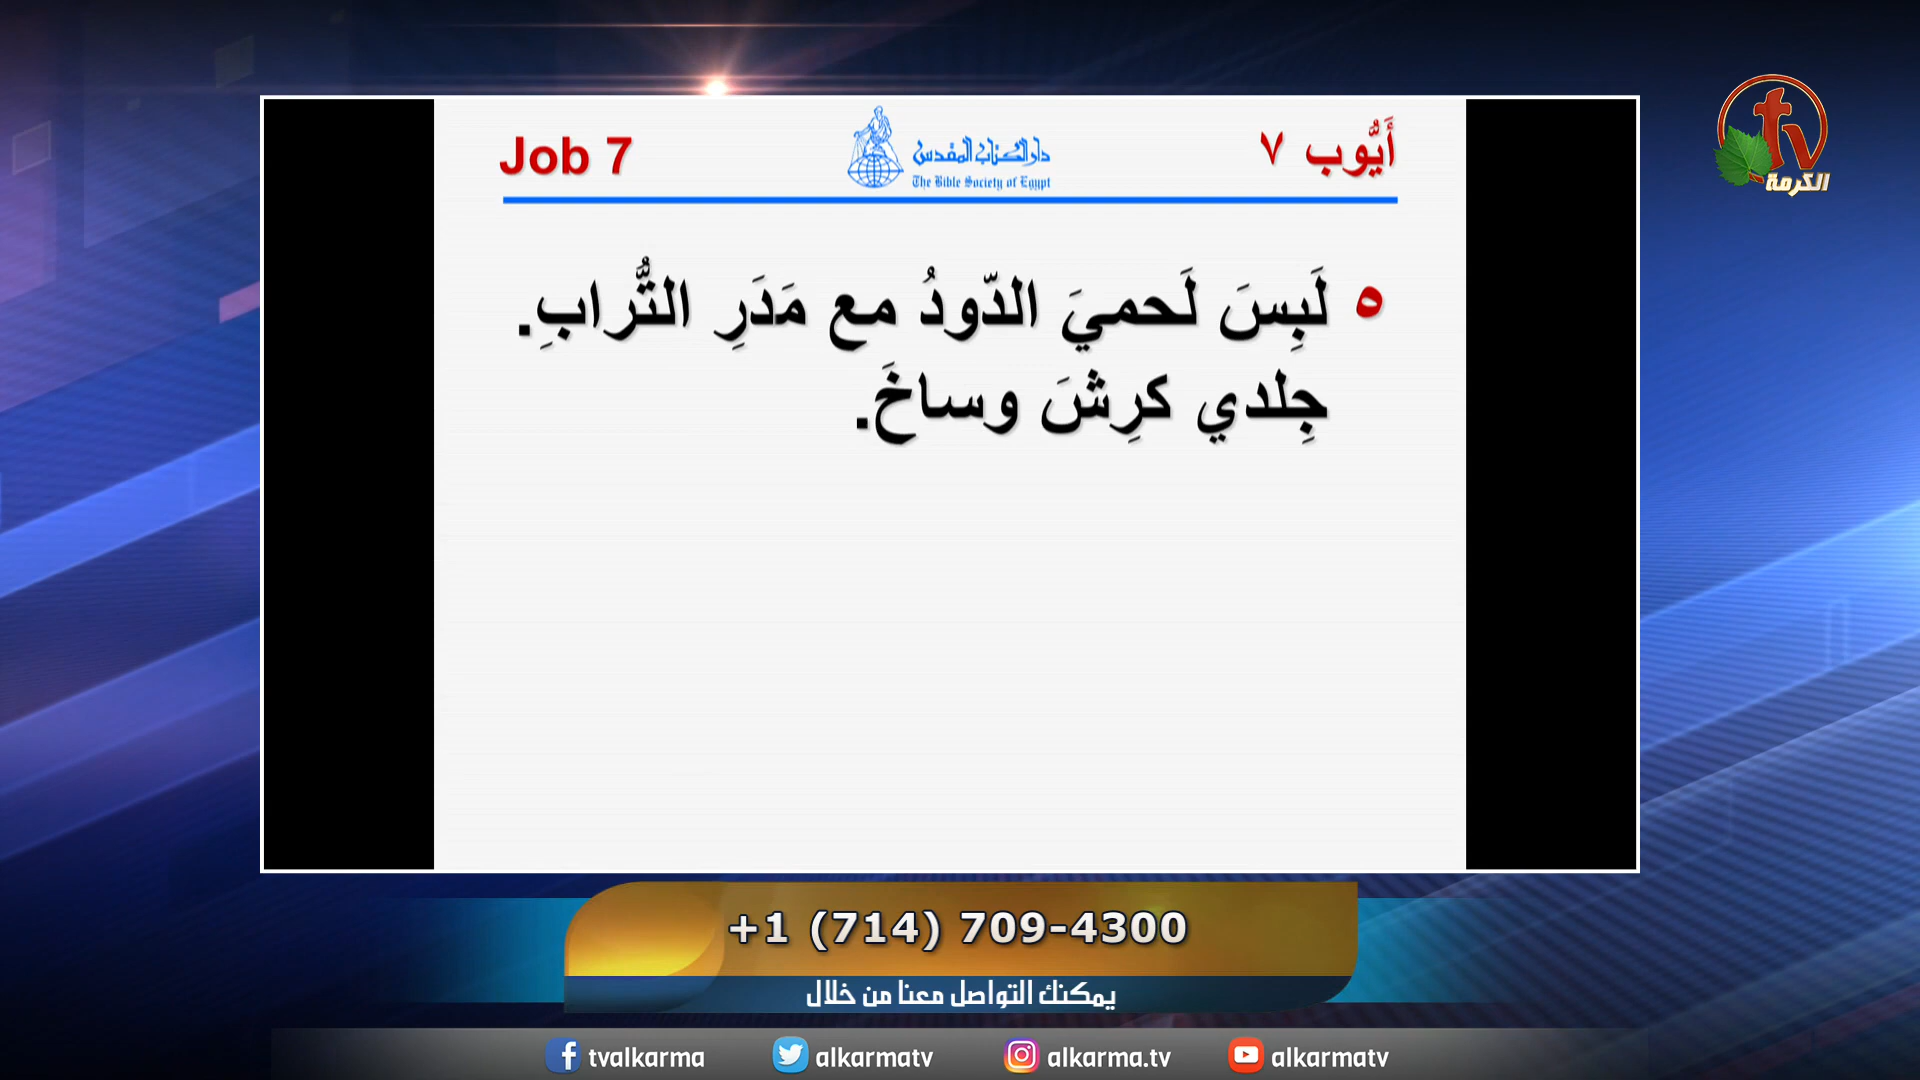 Job 7
دار الكتاب المقدس
The Bible Society of Egypt
أَيُّوب ٧
tv
الكرمة
٥ لَبِسَ لَحميَ الدّودُ مع مَدَرِ التُّرابِ.
جِلدي كرِشَ وساخَ.
+1 (714) 709-4300
يمكنك التواصل معنا من خلال
tvalkarma alkarmatv alkarma.tv alkarmatv